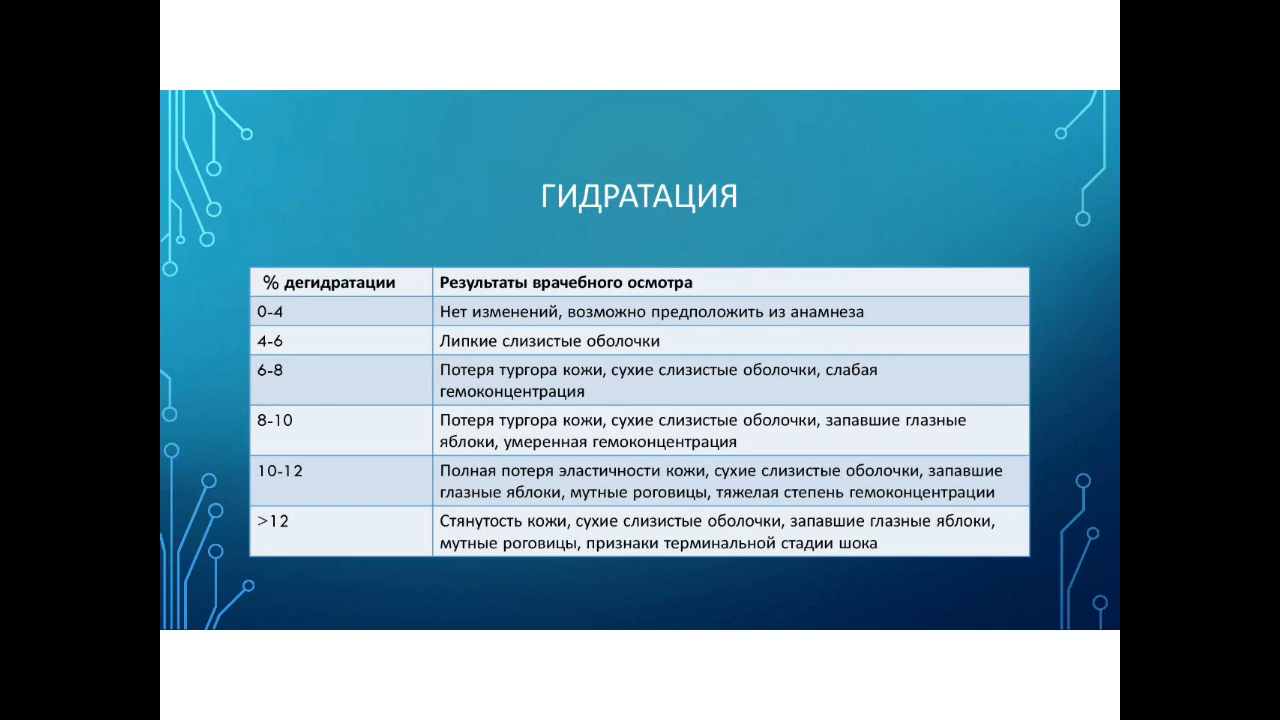 ГИДРАТАЦИЯ
% дегидратации Результаты врачебного осмотра
0-4 Нет изменений, возможно предположить из анамнеза
4-6 Липкие слизистые оболочки
6-8 Потеря тургора кожи, сухие слизистые оболочки, слабая
гемоконцентрация
8-10 Потеря тургора кожи, сухие слизистые оболочки, запавшие глазные
яблоки, умеренная гемоконцентрация
10-12 Полная потеря эластичности кожи, сухие слизистые оболочки, запавшие
глазные яблоки, мутные роговицы, тяжелая степень гемоконцентрации
>12 Стянутость кожи, сухие слизистые оболочки, запавшие глазные яблоки,
мутные роговицы, признаки терминальной стадии шока